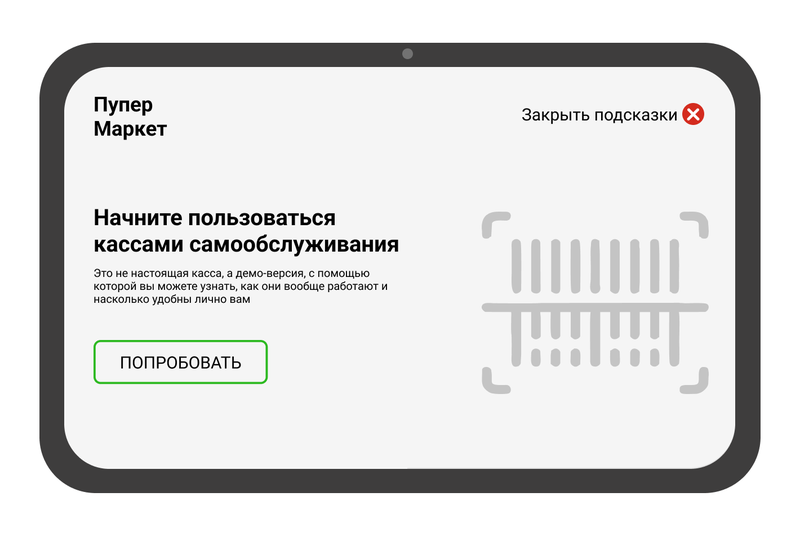 Пупер
Маркет
Закрыть подсказки
Начните пользоваться
кассами самообслуживания
Это не настоящая касса, а демо-версия, с помощью
которой вы можете узнать, как они вообще работают и
насколько удобны лично вам
ПОПРОБОВАТЬ